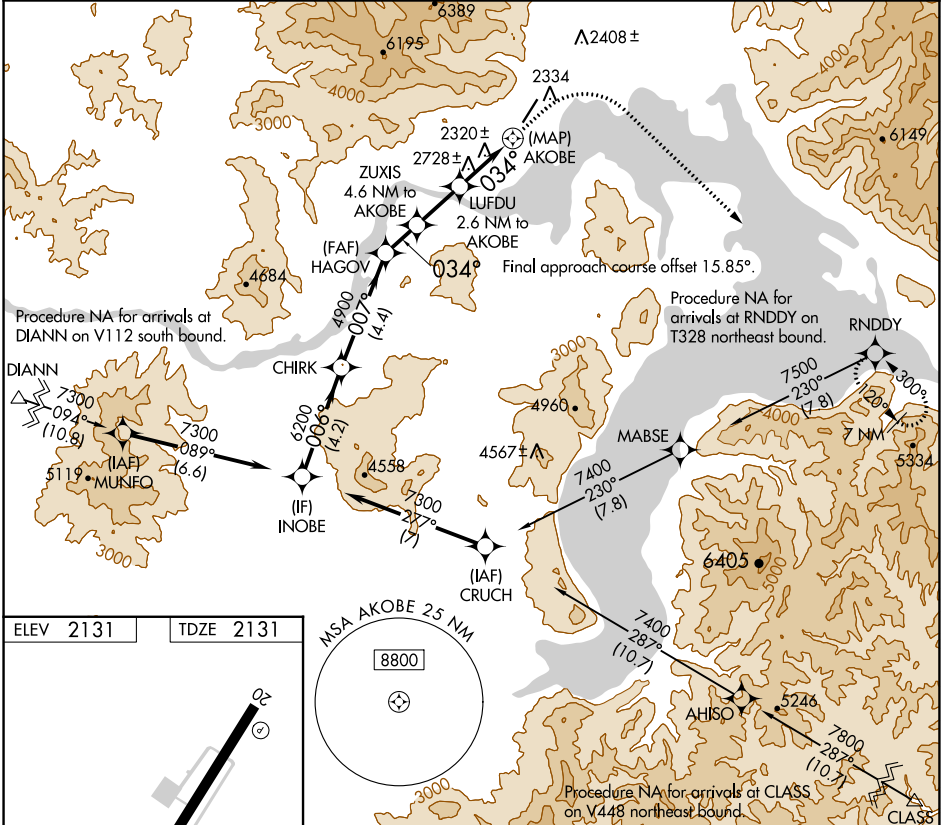 6389
6195
2408±
4000
3000
2334
4000
6149
2320±
2728±
(MAP)
AKOBE
034°
ZUXIS
4.6 NM to
AKOBE
LUFDU
2.6 NM to
AKOBE
(FAF)
HAGOV
034°
Final approach course offset 15.85°.
4684
4900
007°
(4.4)
Procedure NA for
arrivals at
DIANN on V112 south bound.
Procedure NA for
arrivals at RNDDY on
T328 northeast bound.
RNDDY
DIANN
7300
094°
(10.8)
CHIRK
3000
7500
230°
(7.8)
300°
120°
7 NM
4000
5334
7300
089°
(6.6)
(IAF)
MUNFO
5119
3000
6200
006°
(4.2)
4960
4567±
MABSE
4558
7400
230°
(7.8)
(IF)
INOBE
7300
277°
(7)
(IAF)
CRUCH
6405
5000
ELEV 2131
TDZE 2131
MSA AKOBE 25 NM
8800
7400
287°
(10.7)
AHISO
5246
7800
287°
(10.7)
20
P
3000
Procedure NA for arrivals at CLASS
on V448 northeast bound.
CLASS